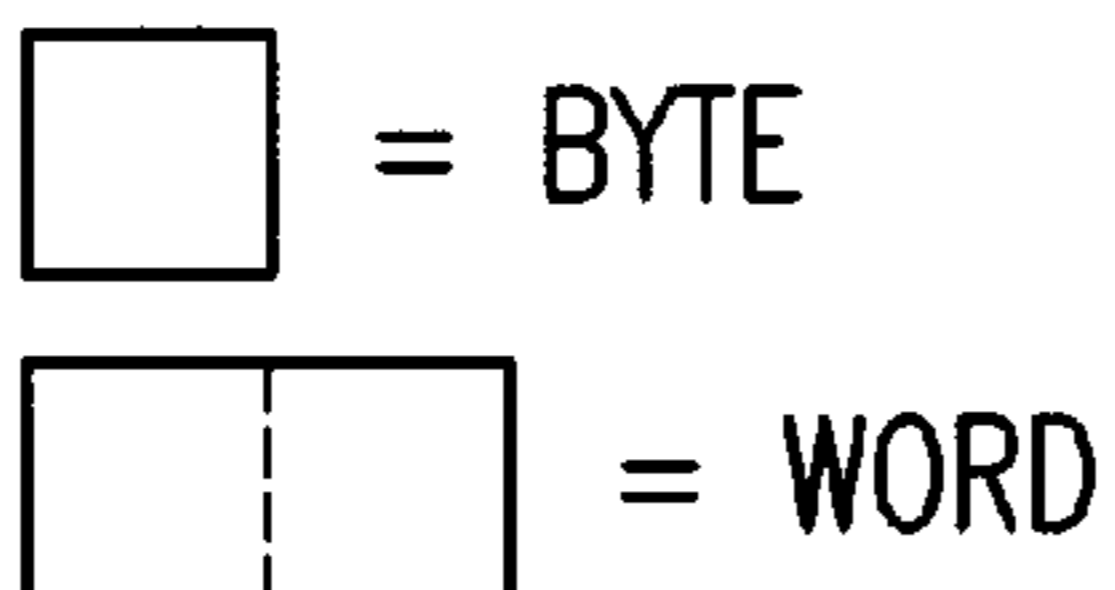 = BYTE
= WORD